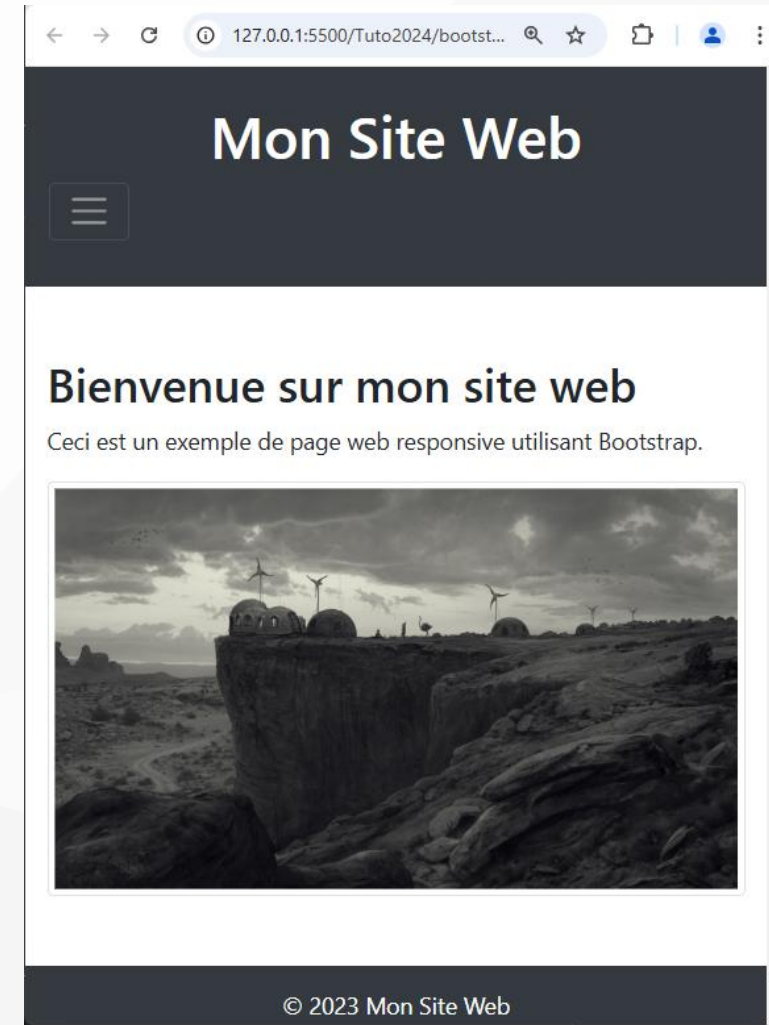 127.0.0.1:5500/Tuto2024/bootst...
Mon Site Web
Bienvenue sur mon site web
Ceci est un exemple de page web responsive utilisant Bootstrap.
© 2023 Mon Site Web